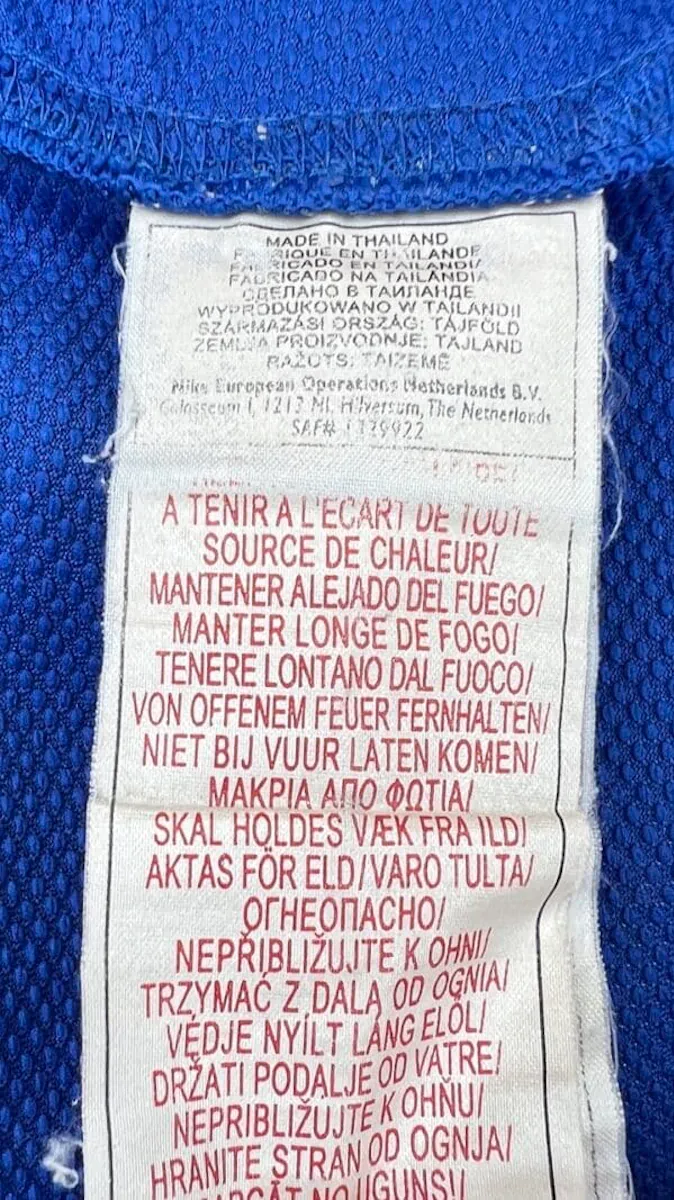 MADE IN THAILAND
EN THAILANDE
FABRICADO EN TAILANDIA
FABRICADO NA TAILÂNDIA
СДЕЛАНО В ТАИЛАНДЕ
WYPRODUKOWANO W TAJLANDII
SZÁRMAZÁSI ORSZÁG: TÁJFÖLD
ZEMLJA PROIZVODNJE: TAJLAND
RAŽOTS: TAIZEMĒ
Nike European Operations Netherlands B.V.
Colosseum 1, 1213 NL Hilversum, The Netherlands
SAF#
A TENIR A L'ECART DE TOUTE
SOURCE DE CHALEUR/
MANTENER ALEJADO DEL FUEGO/
MANTER LONGE DE FOGO/
TENERE LONTANO DAL FUOCO/
VON OFFENEM FEUER FERNHALTEN/
NIET BIJ VUUR LATEN KOMEN/
ΜΑΚΡΙΑ ΑΠΟ ΦΩΤΙΑ/
SKAL HOLDES VÆK FRA ILD/
AKTAS FÖR ELD/VARO TULTA/
ОГНЕОПАСНО/
NEPŘIBLIŽUJTE K OHNI/
TRZYMAĆ Z DALA OD OGNIA/
VÉDJE NYÍLT LÁNG ELŐL/
DRŽATI PODALJE OD VATRE/
NEPRIBLIŽUJTE K OHŇU/
HRANITE STRAN OD OGNJA/
SARGĀT NO UGUNS!/